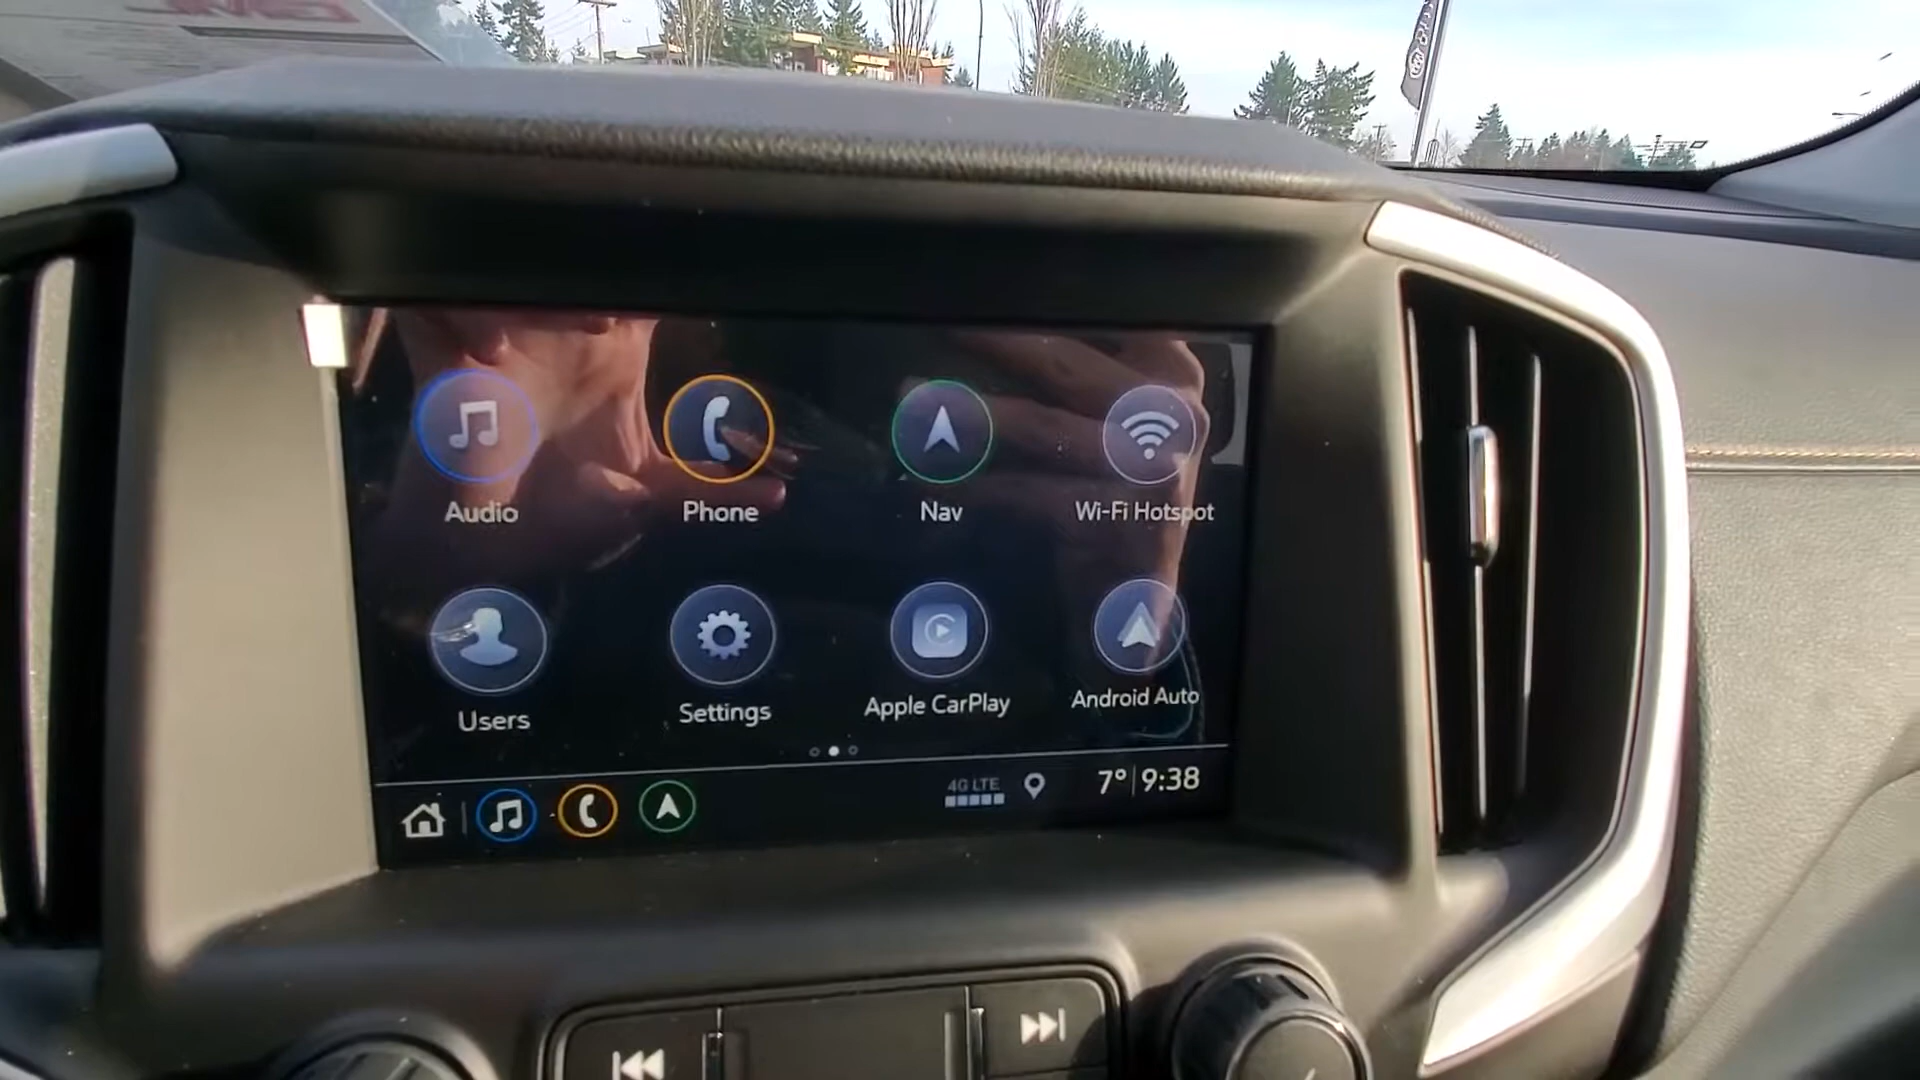 Audio Phone Nav Wi-Fi Hotspot
Users Settings Apple CarPlay Android Auto
4G LTE 7° 9:38